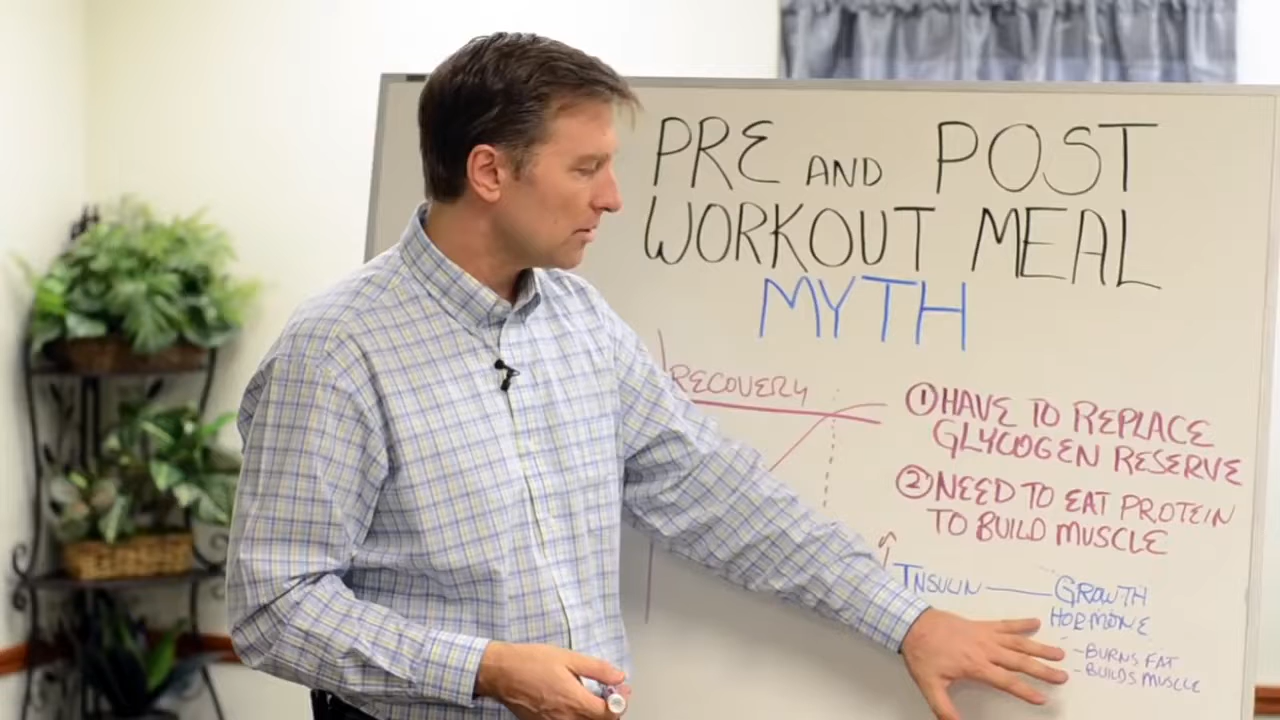 PRE AND POST
WORKOUT MEAL
MYTH
RECOVERY
① HAVE TO REPLACE
GLYCOGEN RESERVE
② NEED TO EAT PROTEIN
TO BUILD MUSCLE
↑ INSULIN — GROWTH
HORMONE
- BURNS FAT
- BUILDS MUSCLE